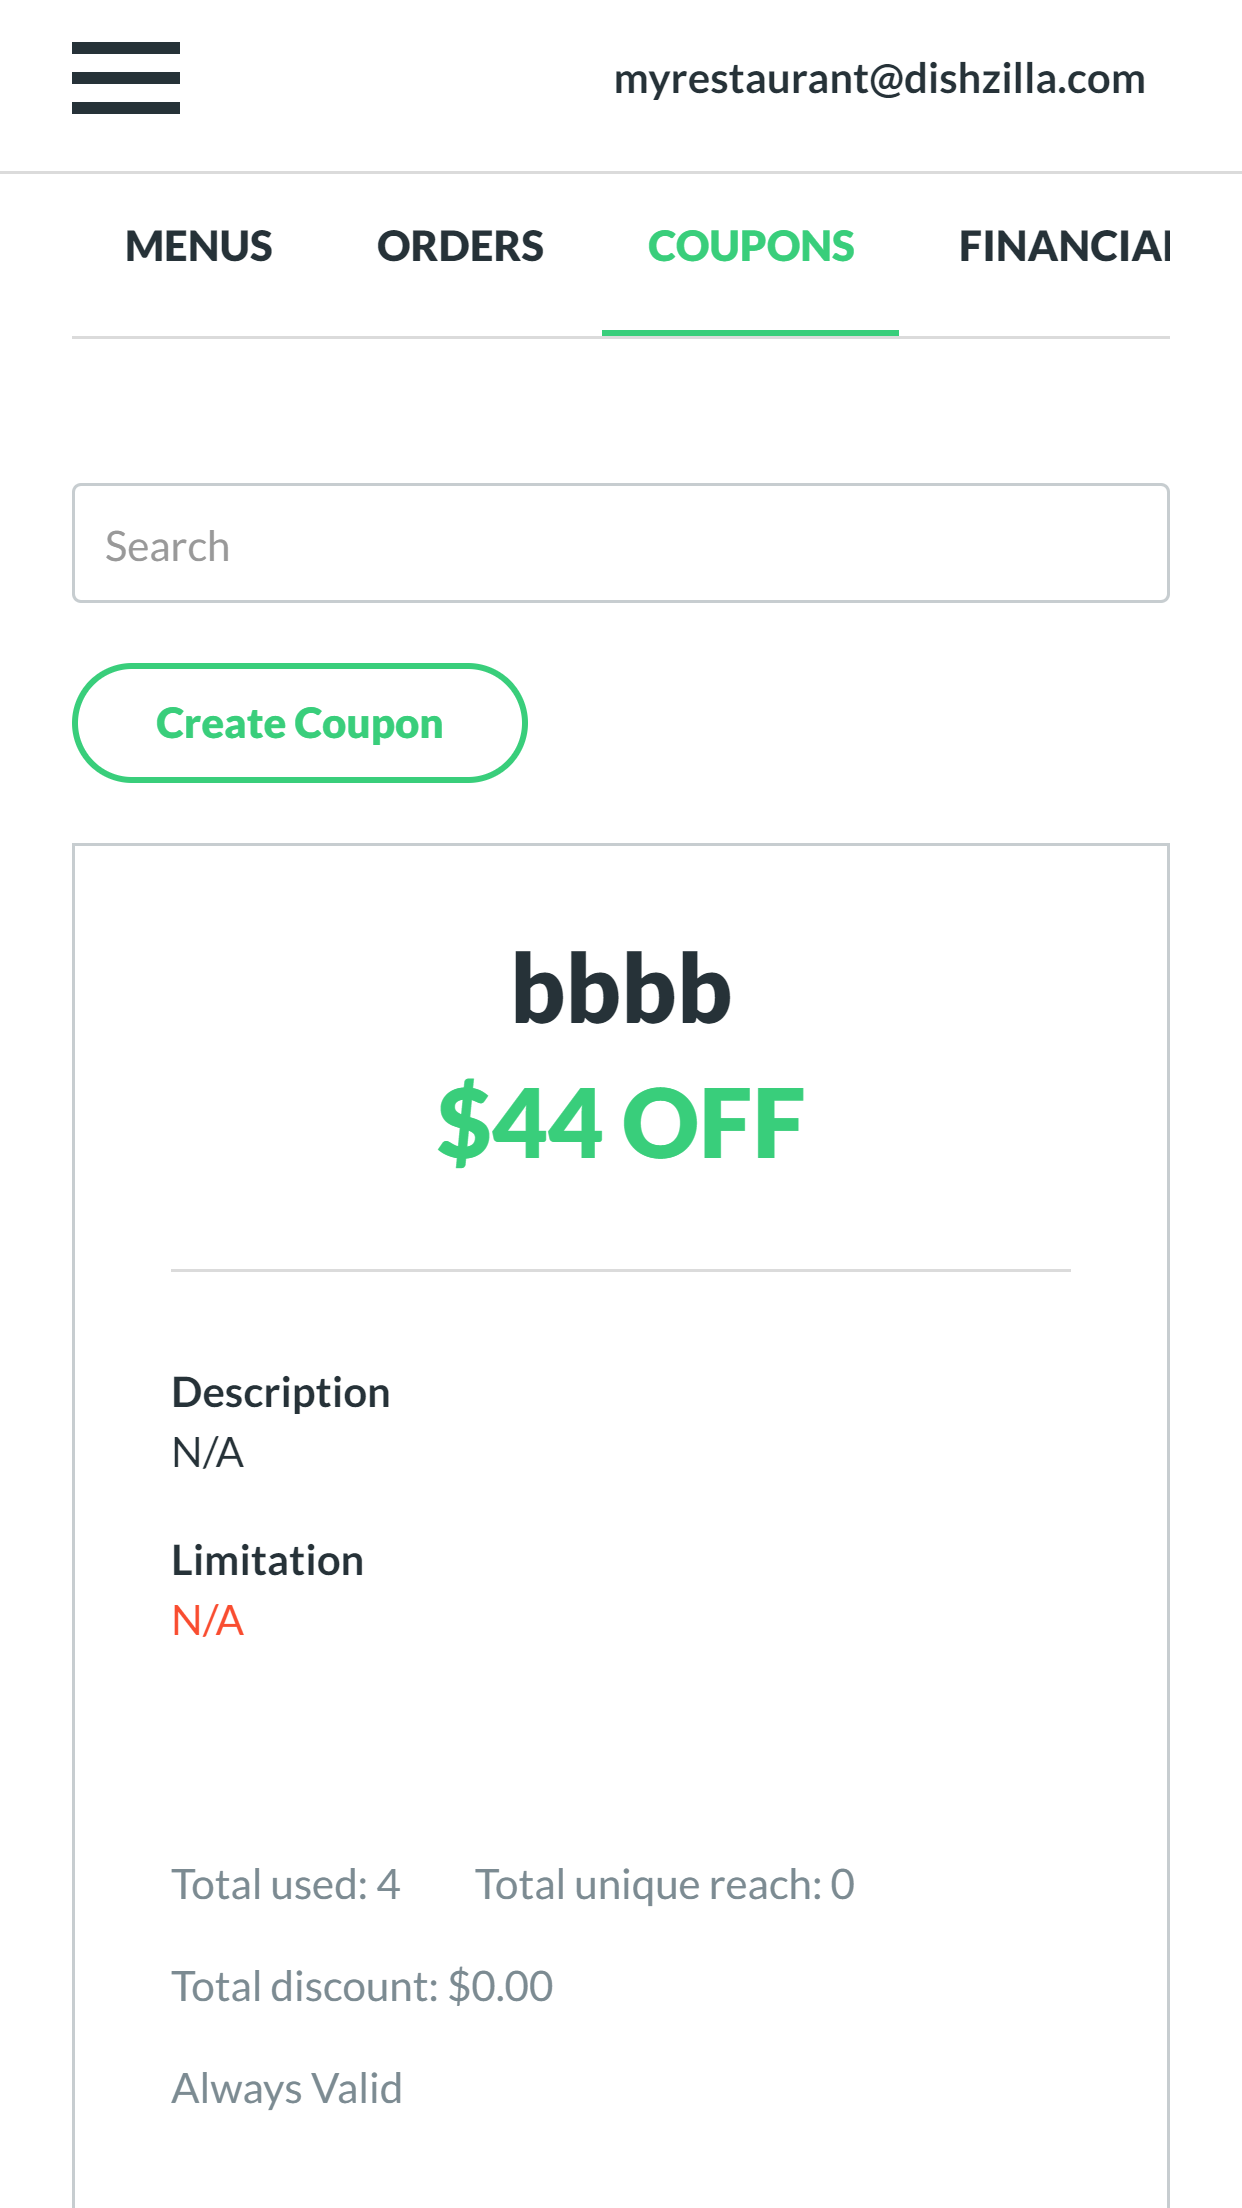 myrestaurant@dishzilla.com
MENUS ORDERS COUPONS FINANCIAL
Search
Create Coupon
bbbb
$44 OFF
Description
N/A
Limitation
N/A
Total used: 4 Total unique reach: 0
Total discount: $0.00
Always Valid